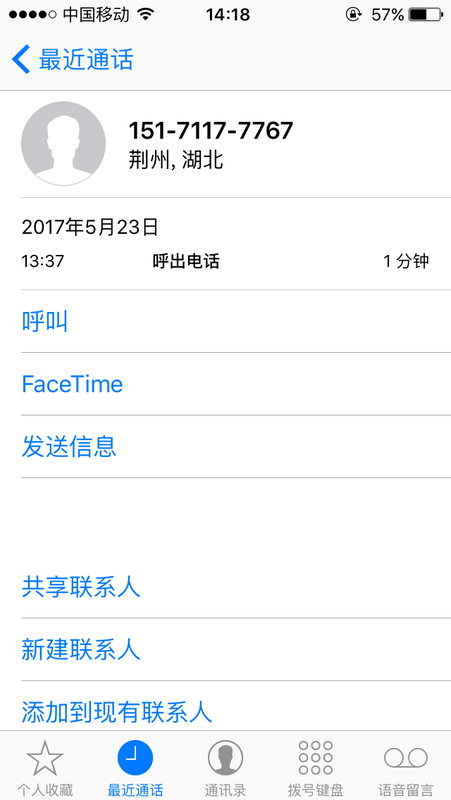 中国移动 14:18 57%
最近通话
151-7117-7767
荆州, 湖北
2017年5月23日
13:37 呼出电话 1 分钟
呼叫
FaceTime
发送信息
共享联系人
新建联系人
添加到现有联系人
个人收藏 最近通话 通讯录 拨号键盘 语音留言